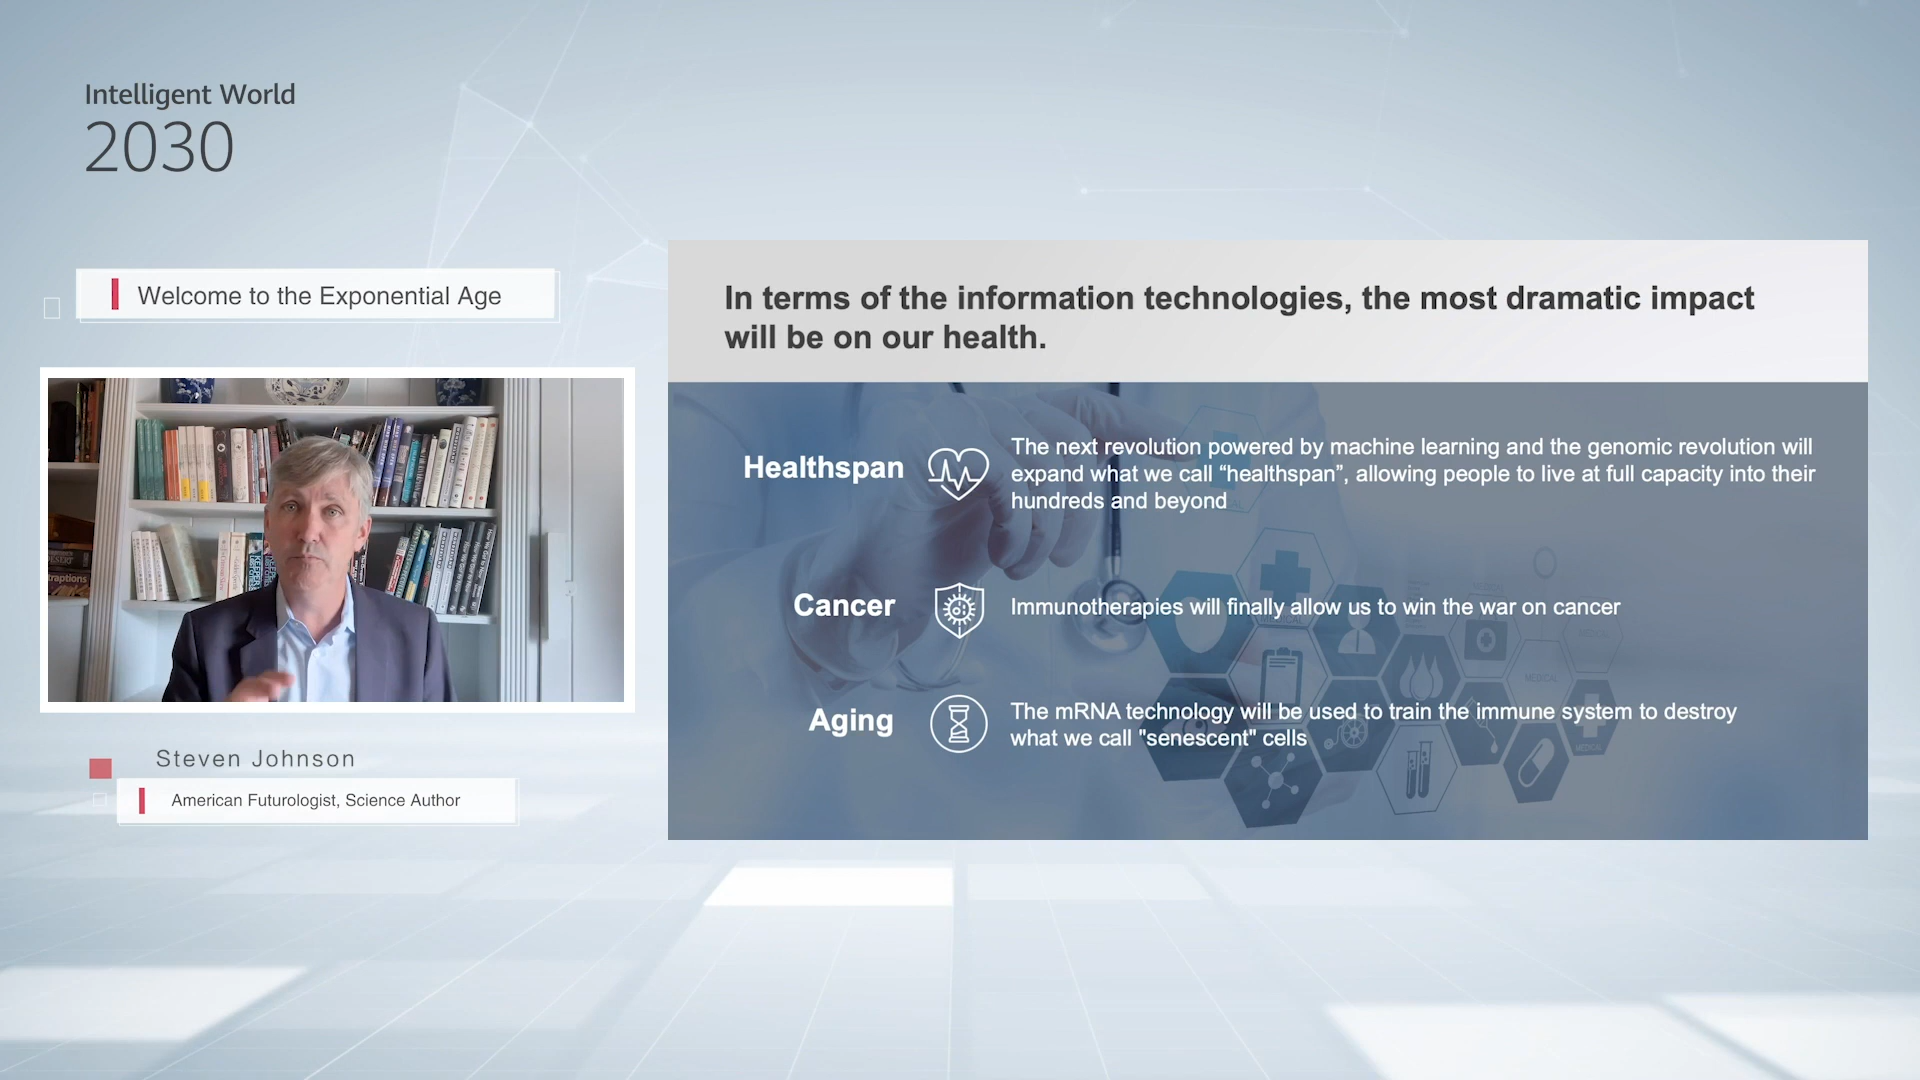 Intelligent World
2030
Welcome to the Exponential Age
Steven Johnson
American Futurologist, Science Author
In terms of the information technologies, the most dramatic impact
will be on our health.
Healthspan
The next revolution powered by machine learning and the genomic revolution will
expand what we call “healthspan”, allowing people to live at full capacity into their
hundreds and beyond
Cancer
Immunotherapies will finally allow us to win the war on cancer
Aging
The mRNA technology will be used to train the immune system to destroy
what we call "senescent" cells
MEDICAL
MEDICAL
MEDICAL